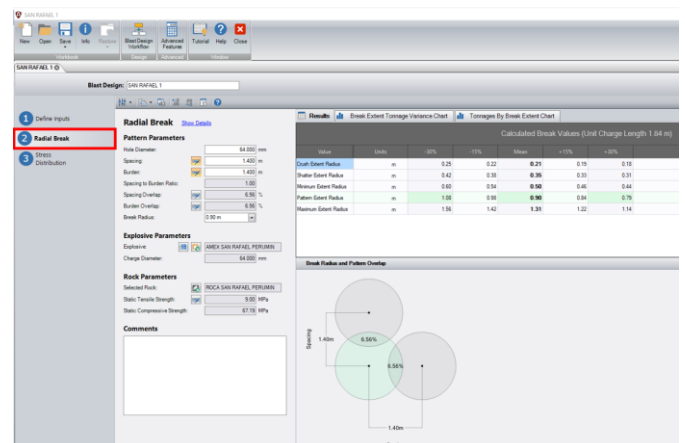 SAN RAFAEL 1
New Open Save Info Restore Blast Design Workflow Advanced Features Tutorial Help Close
Workbook Design Advanced Window
SAN RAFAEL 1
Blast Design: SAN RAFAEL 1
1 Define Inputs
2 Radial Break
3 Stress Distribution
Radial Break Show Details
Pattern Parameters
Hole Diameter: 64.000 mm
Spacing: 1.400 m
Burden: 1.400 m
Spacing to Burden Ratio: 1.00
Spacing Overlap: 6.56 %
Burden Overlap: 6.56 %
Break Radius: 0.90 m
Explosive Parameters
Explosive AMEX SAN RAFAEL PERUMIN
Charge Diameter: 64.000 mm
Rock Parameters
Selected Rock: ROCA SAN RAFAEL PERUMIN
Static Tensile Strength: 9.00 MPa
Static Compressive Strength: 67.19 MPa
Comments
Results Break Extent Tonnage Variance Chart Tonnages By Break Extent Chart
Calculated Break Values (Unit Charge Length 1.84 m)
Value Units -30% -15% Mean +15% +30%
Crush Extent Radius m 0.25 0.22 0.21 0.19 0.18
Shatter Extent Radius m 0.42 0.38 0.35 0.33 0.31
Minimum Extent Radius m 0.60 0.54 0.50 0.46 0.44
Pattern Extent Radius m 1.08 0.98 0.90 0.84 0.79
Maximum Extent Radius m 1.56 1.42 1.31 1.22 1.14
Break Radius and Pattern Overlap
Spacing
1.40m
6.56%
6.56%
1.40m